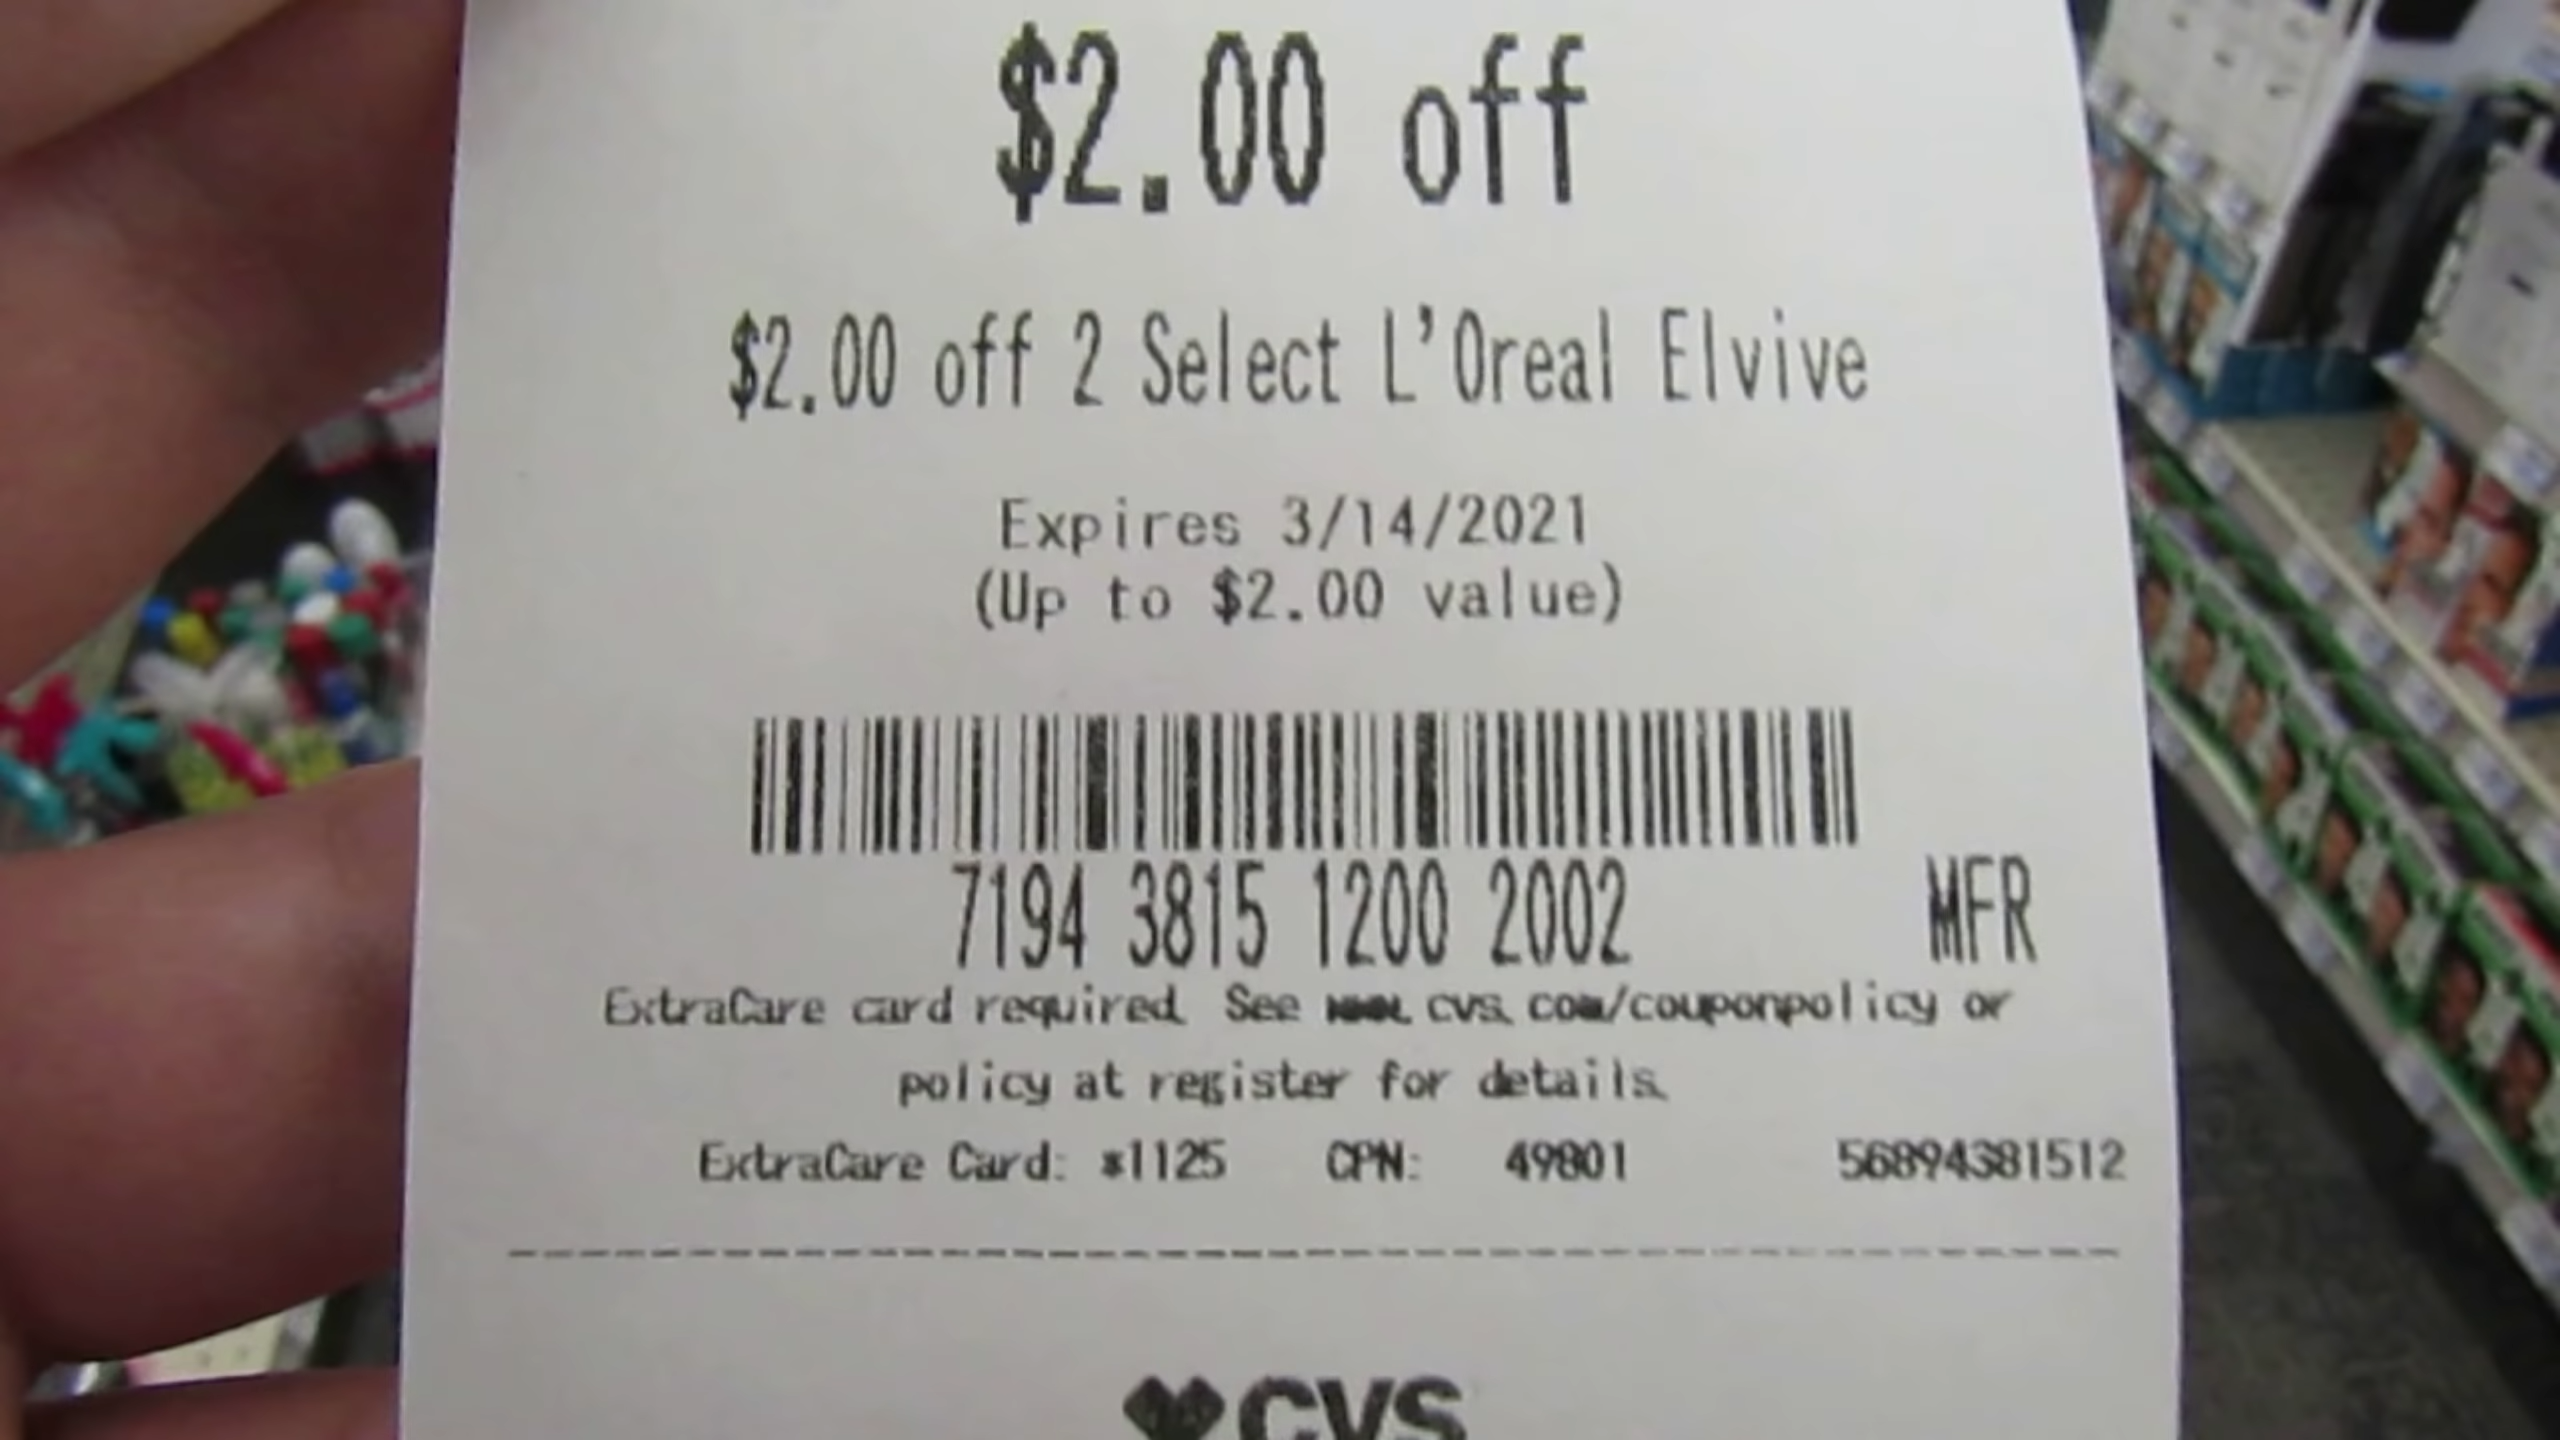 $2.00 off
$2.00 off 2 Select L'Oreal Elvive
Expires 3/14/2021
(Up to $2.00 value)
7194 3815 1200 2002 MFR
ExtraCare card required. See www.cvs.com/couponpolicy or
policy at register for details.
ExtraCare Card: *1125 CPN: 49801 56894381512
CVS